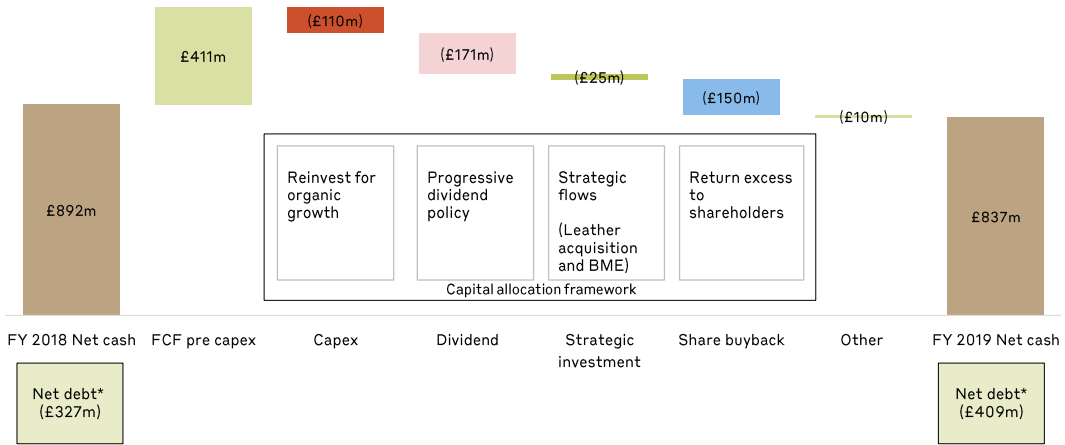 £411m
(£110m)
(£171m)
(£25m)
(£150m)
(£10m)
£892m
£837m
Reinvest for
organic
growth
Progressive
dividend
policy
Strategic
flows
(Leather
acquisition
and BME)
Return excess
to
shareholders
Capital allocation framework
FY 2018 Net cash
FCF pre capex
Capex
Dividend
Strategic
investment
Share buyback
Other
FY 2019 Net cash
Net debt*
(£327m)
Net debt*
(£409m)